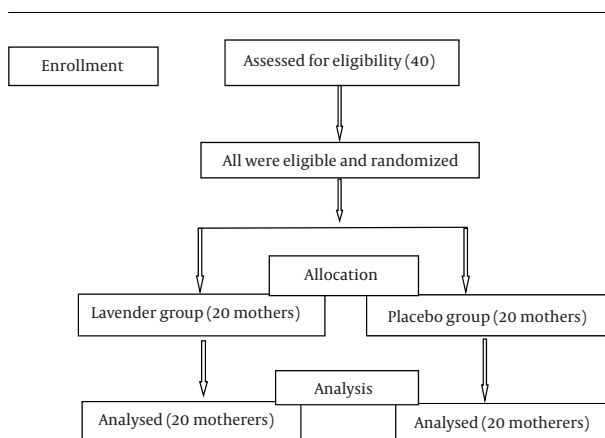 Enrollment
Assessed for eligibility (40)
All were eligible and randomized
Allocation
Lavender group (20 mothers)
Placebo group (20 mothers)
Analysis
Analysed (20 motherers)
Analysed (20 motherers)